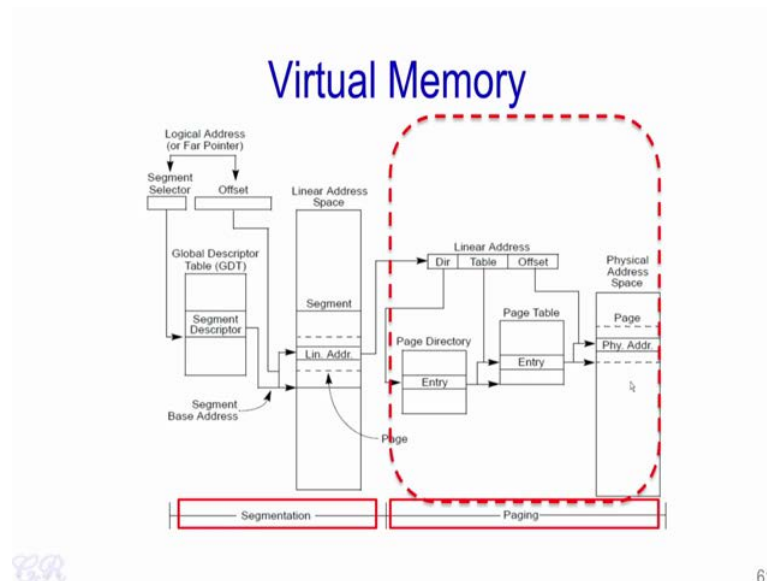 Virtual Memory
Logical Address
(or Far Pointer)
Segment
Selector
Offset
Linear Address
Space
Global Descriptor
Table (GDT)
Segment
Descriptor
Segment
Lin. Addr.
Segment
Base Address
Page
Linear Address
Dir
Table
Offset
Physical
Address
Space
Page Directory
Entry
Page Table
Entry
Page
Phy. Addr.
Segmentation
Paging
CR
6